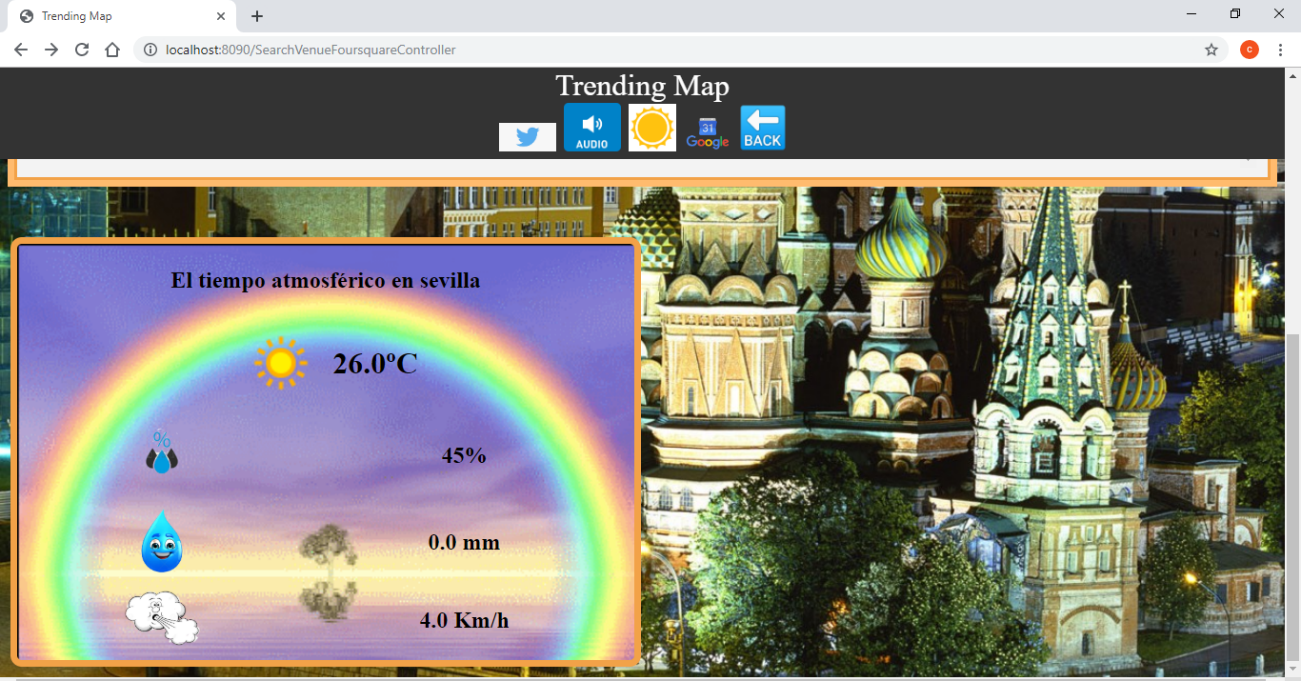 Trending Map
localhost:8090/SearchVenueFoursquareController
c
Trending Map
AUDIO
31
Google
BACK
El tiempo atmosférico en sevilla
26.0ºC
%
45%
0.0 mm
4.0 Km/h